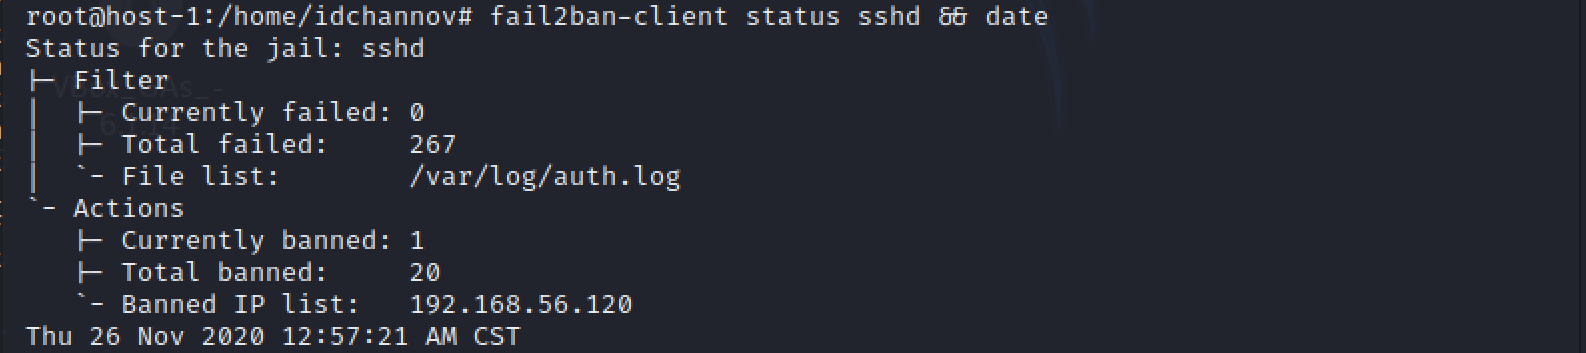 root@host-1:/home/idchannov# fail2ban-client status sshd && date
Status for the jail: sshd
|- Filter
|  |- Currently failed: 0
|  |- Total failed:     267
|  `- File list:        /var/log/auth.log
`- Actions
   |- Currently banned: 1
   |- Total banned:     20
   `- Banned IP list:   192.168.56.120
Thu 26 Nov 2020 12:57:21 AM CST